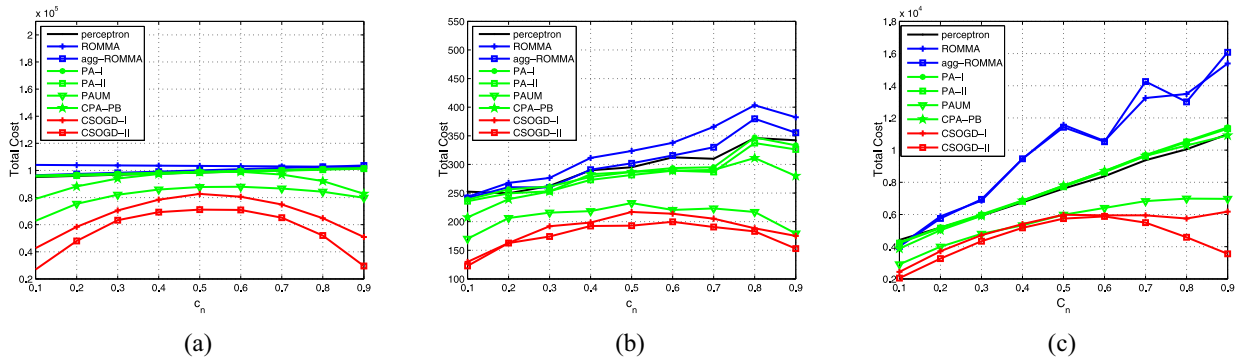 x 10⁵
2
1.8
1.6
1.4
1.2
1
0.8
0.6
0.4
0.2
Total Cost
perceptron
ROMMA
agg−ROMMA
PA−I
PA−II
PAUM
CPA−PB
CSOGD−I
CSOGD−II
0.1 0.2 0.3 0.4 0.5 0.6 0.7 0.8 0.9
cₙ
(a)
550
500
450
400
350
300
250
200
150
100
Total Cost
perceptron
ROMMA
agg−ROMMA
PA−I
PA−II
PAUM
CPA−PB
CSOGD−I
CSOGD−II
0.1 0.2 0.3 0.4 0.5 0.6 0.7 0.8 0.9
cₙ
(b)
x 10⁴
1.8
1.6
1.4
1.2
1
0.8
0.6
0.4
0.2
Total Cost
perceptron
ROMMA
agg−ROMMA
PA−I
PA−II
PAUM
CPA−PB
CSOGD−I
CSOGD−II
0.1 0.2 0.3 0.4 0.5 0.6 0.7 0.8 0.9
Cₙ
(c)